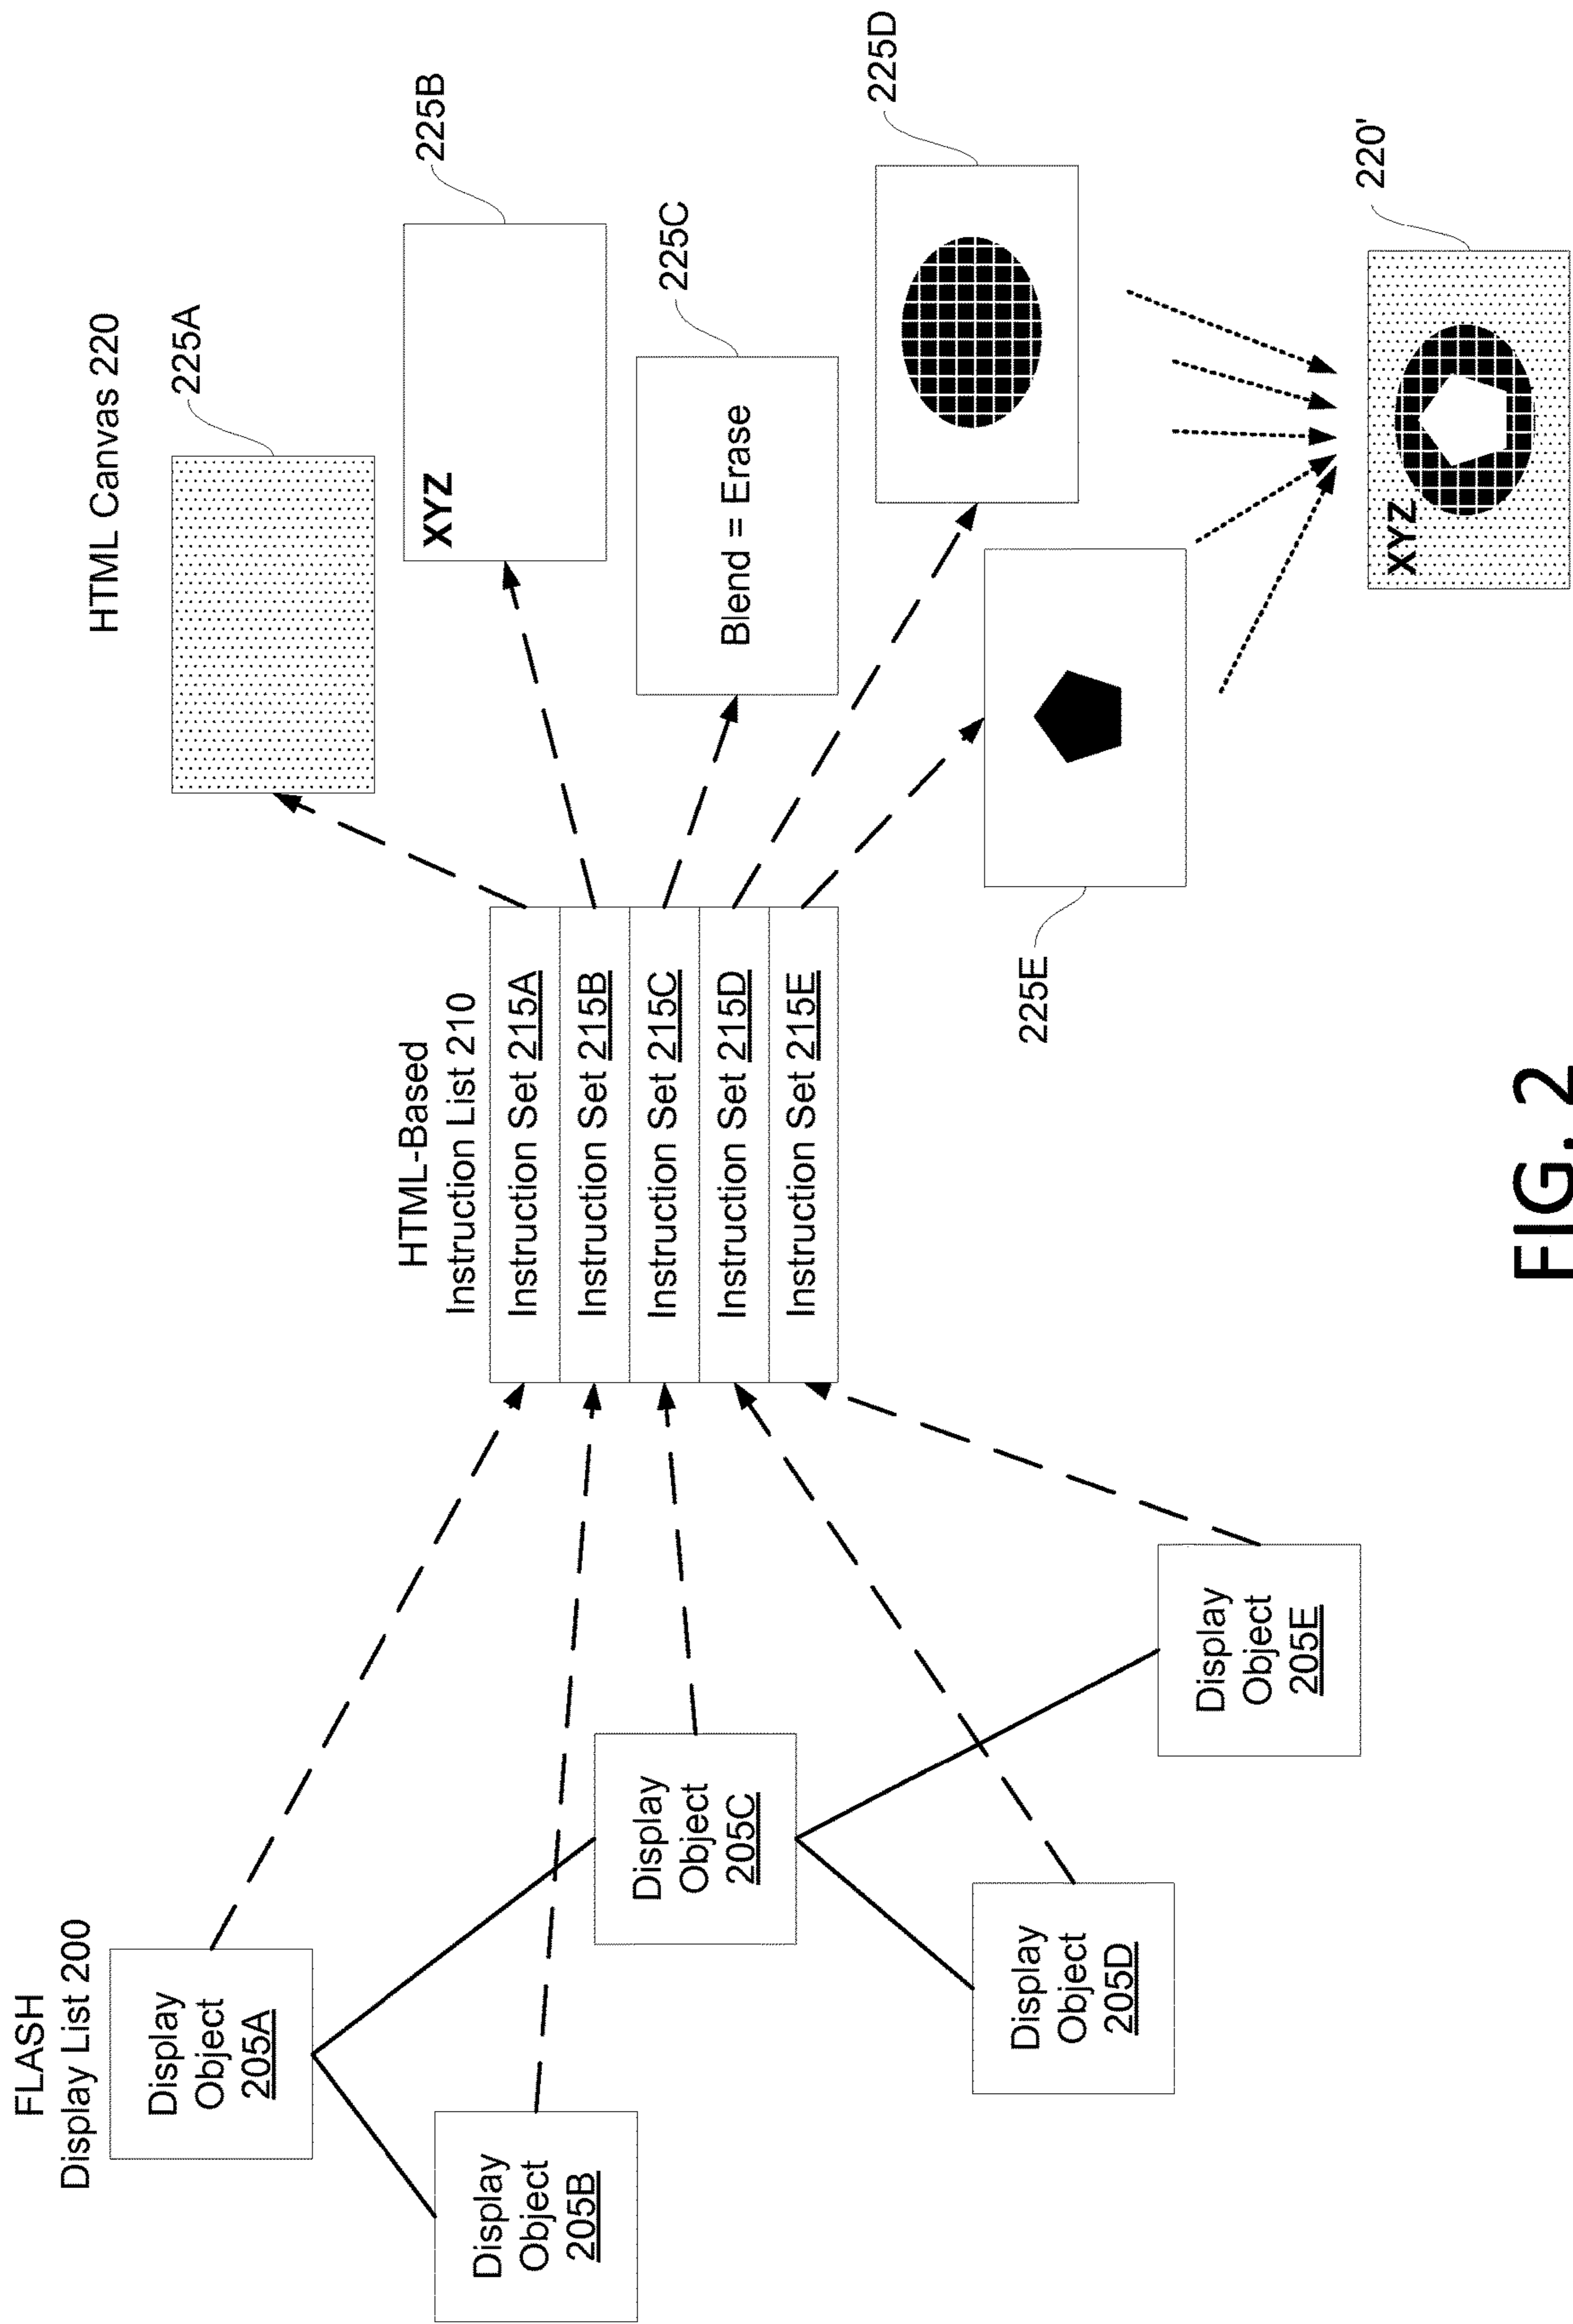 FLASH
Display List 200
Display
Object
205A
Display
Object
205B
Display
Object
205C
Display
Object
205D
Display
Object
205E
HTML-Based
Instruction List 210
Instruction Set 215A
Instruction Set 215B
Instruction Set 215C
Instruction Set 215D
Instruction Set 215E
HTML Canvas 220
225A
XYZ
225B
Blend = Erase
225C
225D
225E
XYZ
220'
FIG. 2